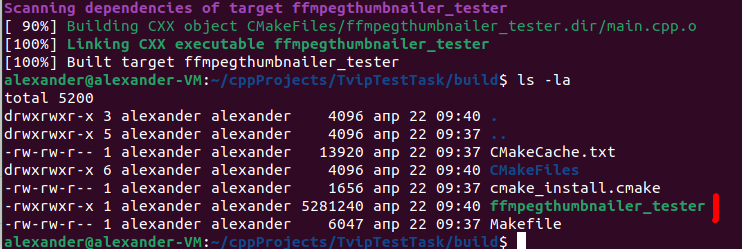 Scanning dependencies of target ffmpegthumbnailer_tester
[ 90%] Building CXX object CMakeFiles/ffmpegthumbnailer_tester.dir/main.cpp.o
[100%] Linking CXX executable ffmpegthumbnailer_tester
[100%] Built target ffmpegthumbnailer_tester
alexander@alexander-VM:~/cppProjects/TvipTestTask/build$ ls -la
total 5200
drwxrwxr-x 3 alexander alexander    4096 апр 22 09:40 .
drwxrwxr-x 5 alexander alexander    4096 апр 22 09:37 ..
-rw-rw-r-- 1 alexander alexander   13920 апр 22 09:37 CMakeCache.txt
drwxrwxr-x 6 alexander alexander    4096 апр 22 09:40 CMakeFiles
-rw-rw-r-- 1 alexander alexander    1656 апр 22 09:37 cmake_install.cmake
-rwxrwxr-x 1 alexander alexander 5281240 апр 22 09:40 ffmpegthumbnailer_tester
-rw-rw-r-- 1 alexander alexander    6047 апр 22 09:37 Makefile
alexander@alexander-VM:~/cppProjects/TvipTestTask/build$